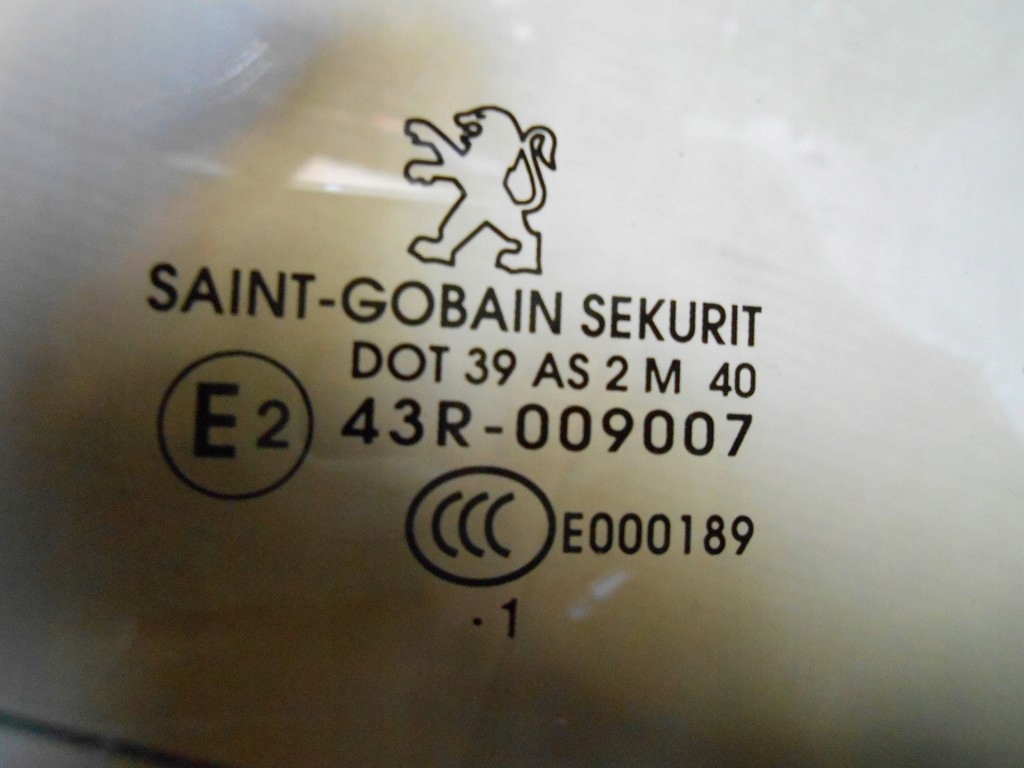 SAINT-GOBAIN SEKURIT
DOT 39 AS 2 M 40
E2 43R-009007
CCC E000189
. 1